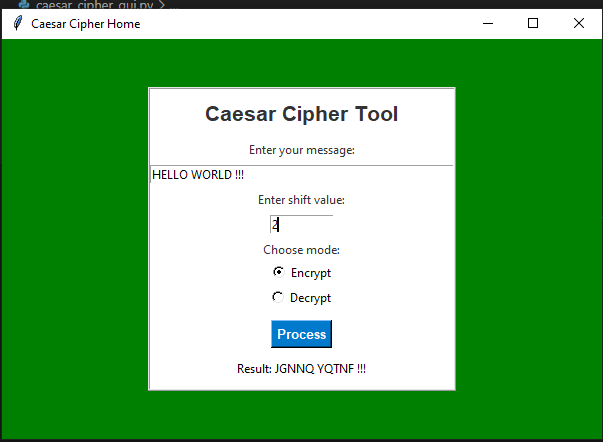 caesar_cipher_gui.py > ...
Caesar Cipher Home
Caesar Cipher Tool
Enter your message:
HELLO WORLD !!!
Enter shift value:
2
Choose mode:
Encrypt
Decrypt
Process
Result: JGNNQ YQTNF !!!